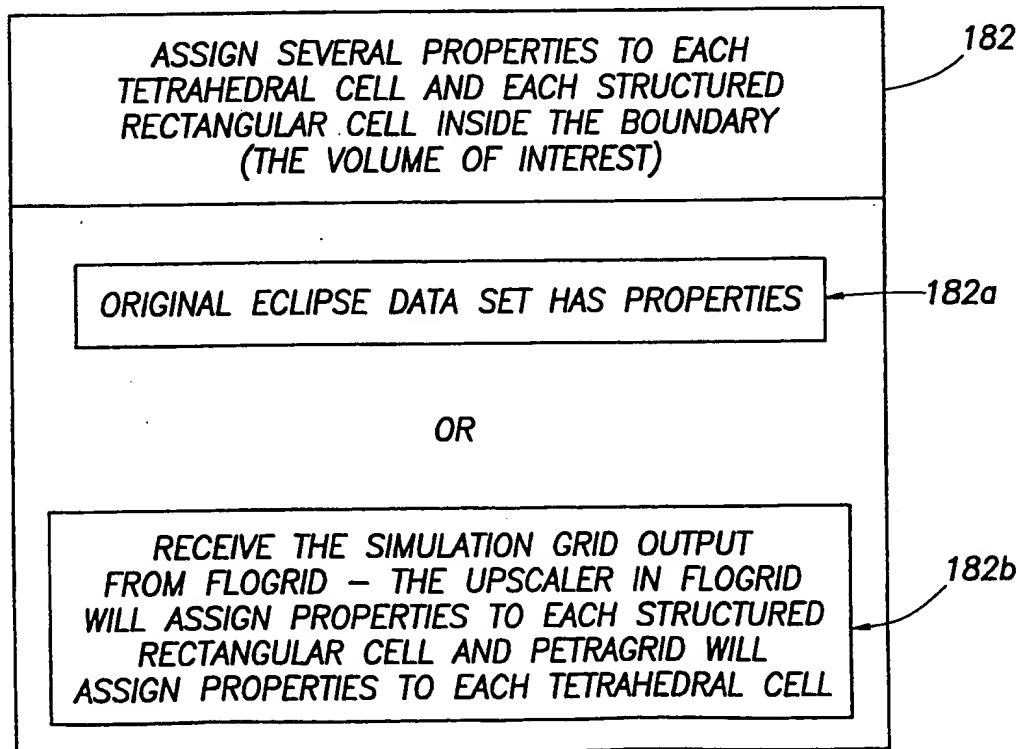 ASSIGN SEVERAL PROPERTIES TO EACH
TETRAHEDRAL CELL AND EACH STRUCTURED
RECTANGULAR CELL INSIDE THE BOUNDARY
(THE VOLUME OF INTEREST)
182
ORIGINAL ECLIPSE DATA SET HAS PROPERTIES
182a
OR
RECEIVE THE SIMULATION GRID OUTPUT
FROM FLOGRID – THE UPSCALER IN FLOGRID
WILL ASSIGN PROPERTIES TO EACH STRUCTURED
RECTANGULAR CELL AND PETRAGRID WILL
ASSIGN PROPERTIES TO EACH TETRAHEDRAL CELL
182b